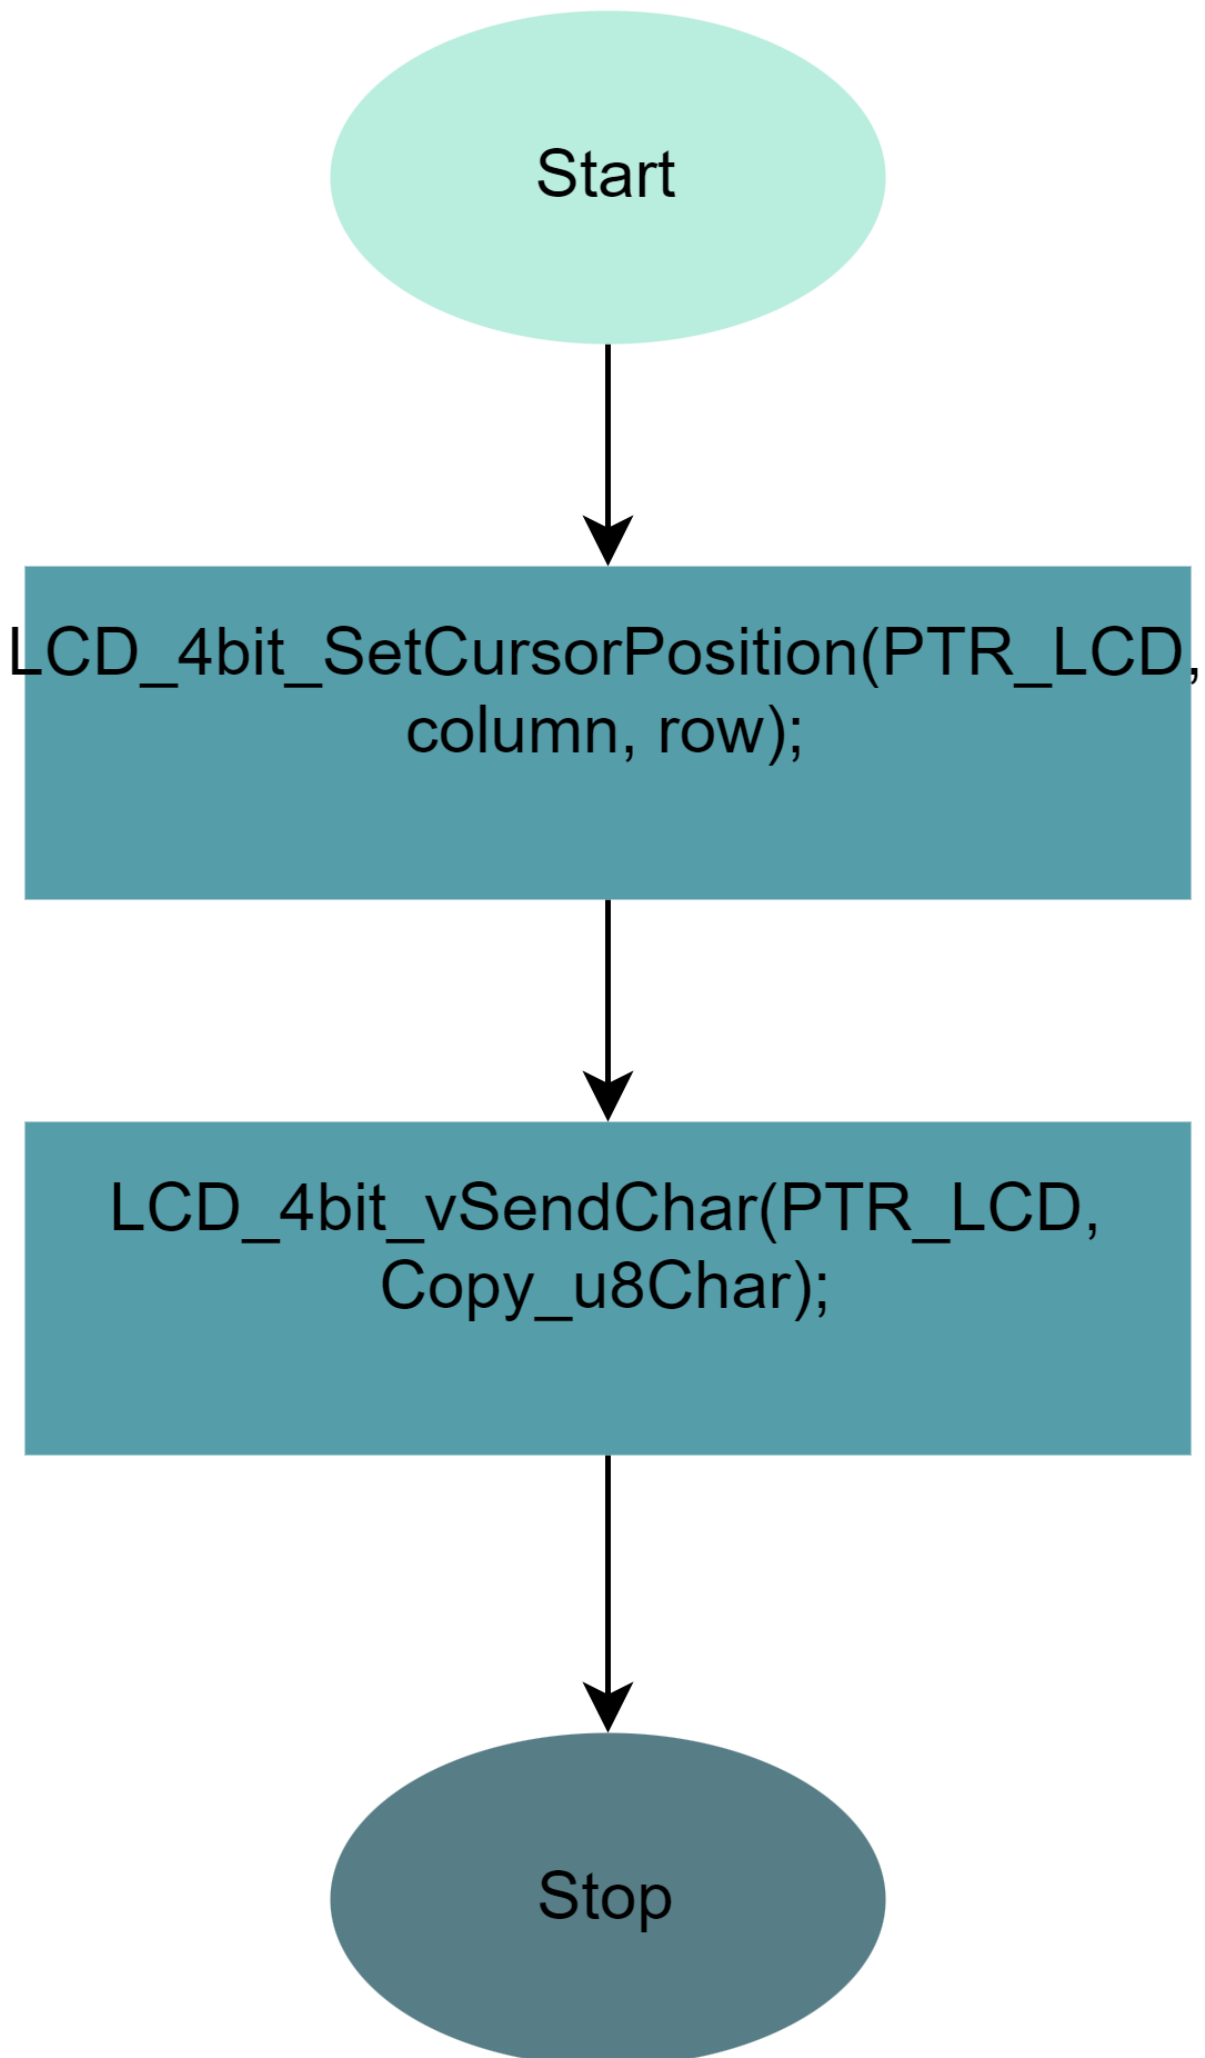 Start
LCD_4bit_SetCursorPosition(PTR_LCD,
column, row);
LCD_4bit_vSendChar(PTR_LCD,
Copy_u8Char);
Stop